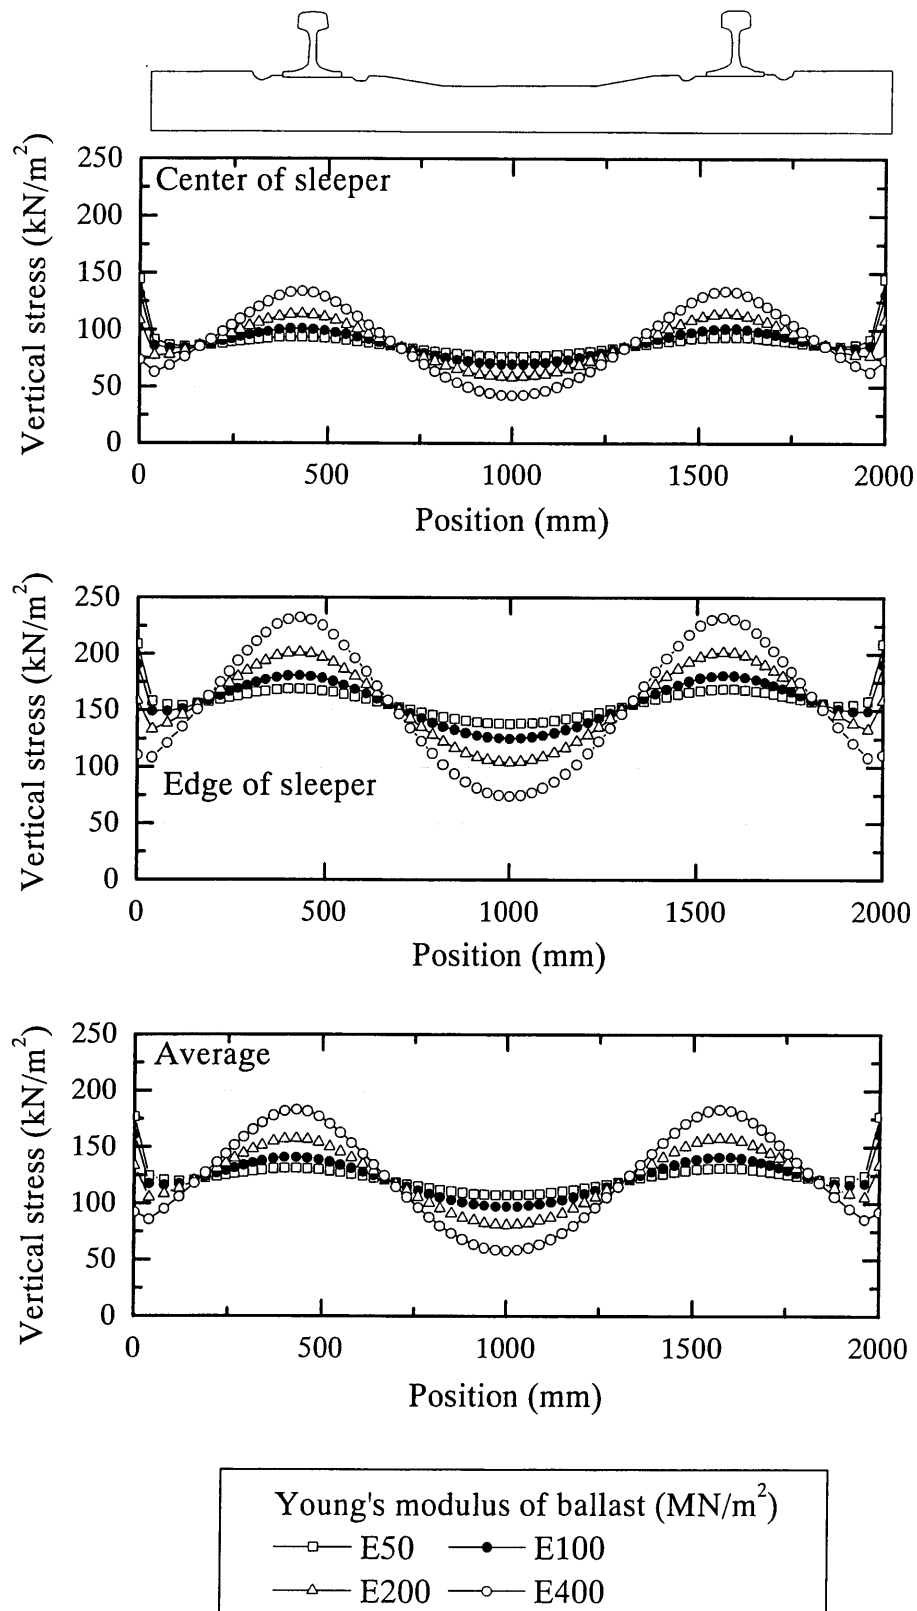 250
200
150
100
50
0
Vertical stress (kN/m²)
Center of sleeper
0 500 1000 1500 2000
Position (mm)
250
200
150
100
50
0
Vertical stress (kN/m²)
Edge of sleeper
0 500 1000 1500 2000
Position (mm)
250
200
150
100
50
0
Vertical stress (kN/m²)
Average
0 500 1000 1500 2000
Position (mm)
Young's modulus of ballast (MN/m²)
E50 E100
E200 E400